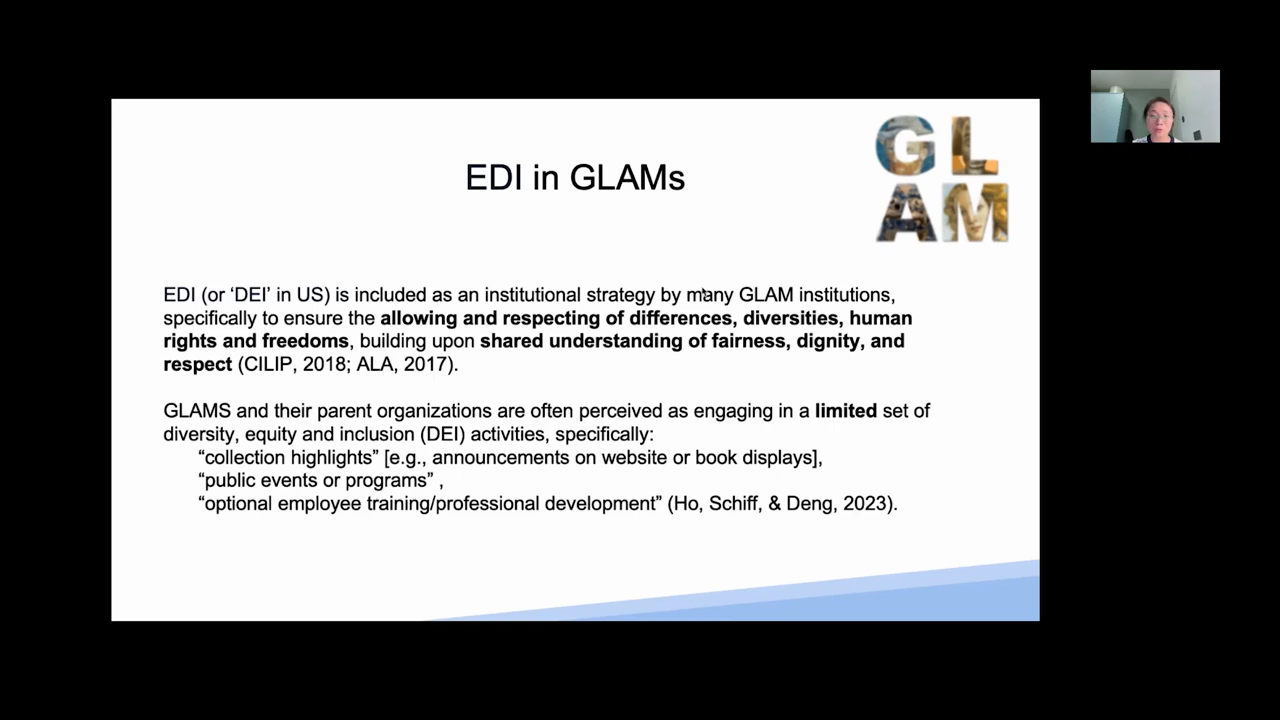 GL
AM
EDI in GLAMs
EDI (or ‘DEI’ in US) is included as an institutional strategy by many GLAM institutions,
specifically to ensure the allowing and respecting of differences, diversities, human
rights and freedoms, building upon shared understanding of fairness, dignity, and
respect (CILIP, 2018; ALA, 2017).
GLAMS and their parent organizations are often perceived as engaging in a limited set of
diversity, equity and inclusion (DEI) activities, specifically:
“collection highlights” [e.g., announcements on website or book displays],
“public events or programs” ,
“optional employee training/professional development” (Ho, Schiff, & Deng, 2023).